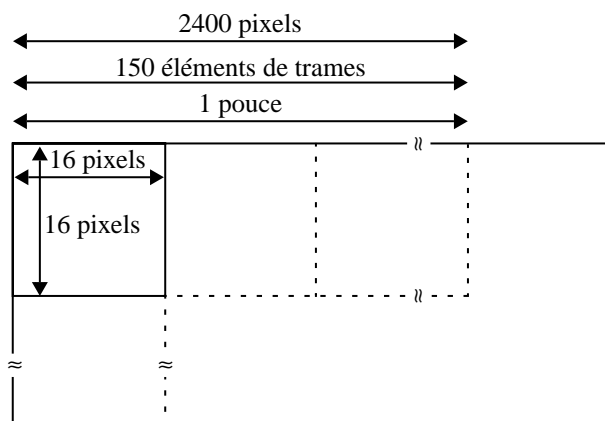 2400 pixels
150 éléments de trames
1 pouce
16 pixels
16 pixels